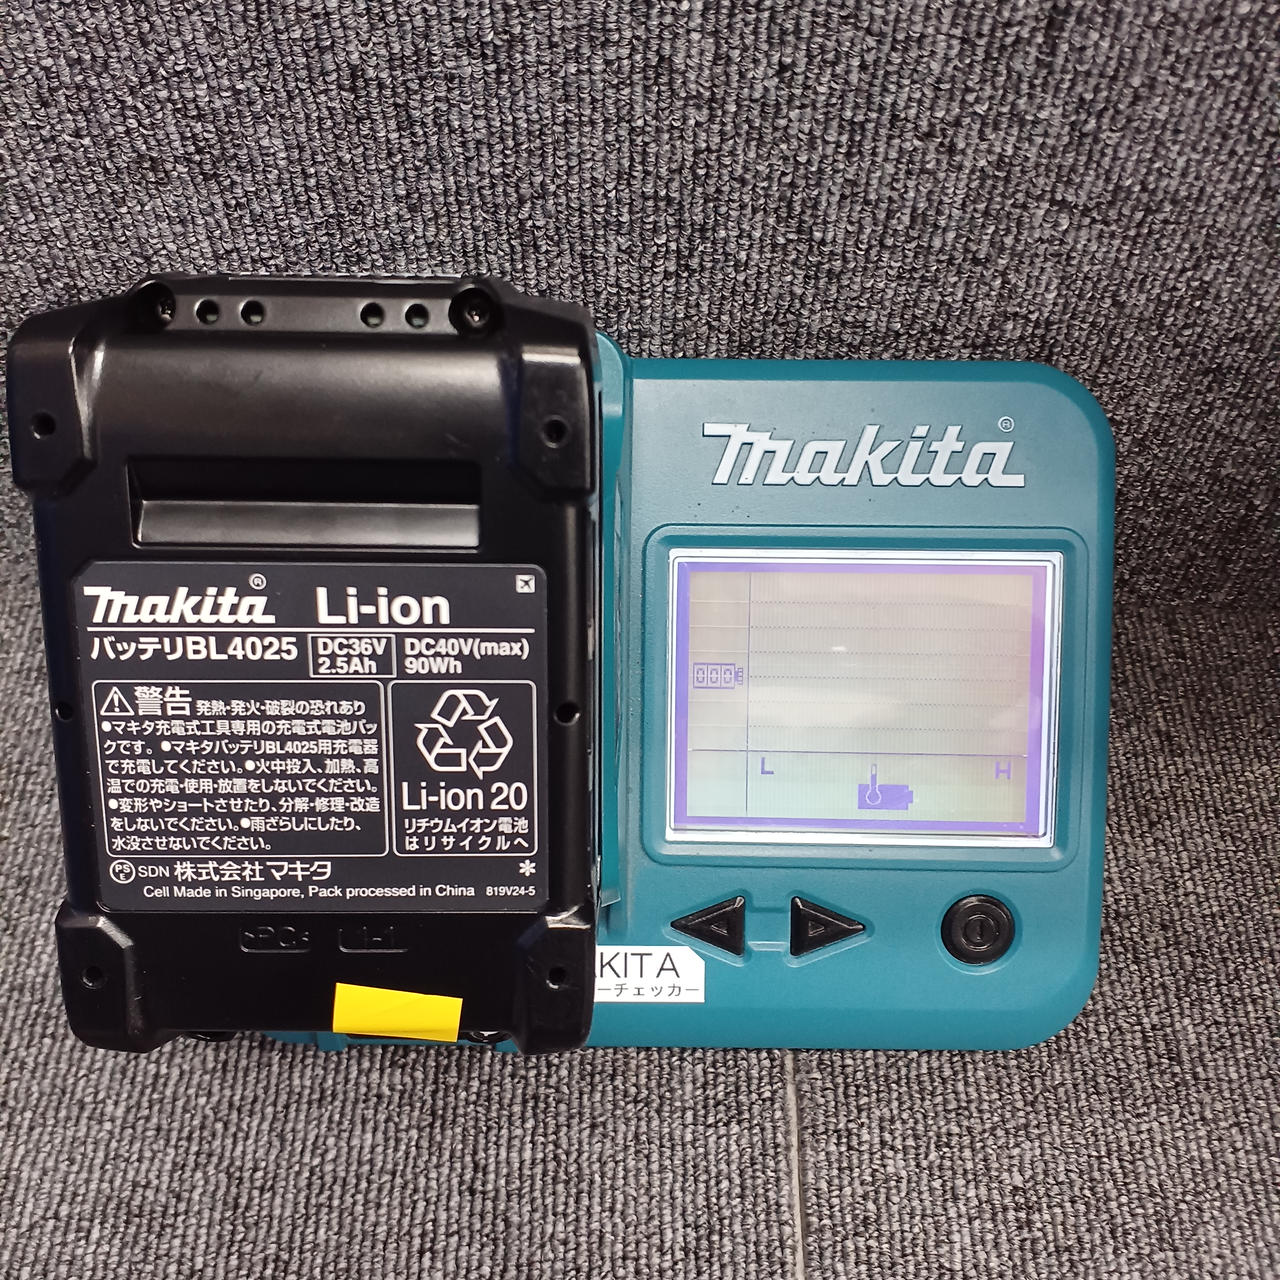 makita®
makita® Li-ion
バッテリBL4025
DC36V
2.5Ah
DC40V(max)
90Wh
警告 発熱・発火・破裂の恐れあり
●マキタ充電式工具専用の充電式電池パッ
クです。●マキタバッテリBL4025用充電器
で充電してください。●火中投入、加熱、高
温での充電・使用・放置をしないでください。
●変形やショートさせたり、分解・修理・改造
をしないでください。●雨ざらしにしたり、
水没させないでください。
Li-ion 20
リチウムイオン電池
はリサイクルへ
PS
E SDN 株式会社マキタ *
Cell Made in Singapore, Pack processed in China 819V24-5
>PC<
000
L H
KITA
ーチェッカー